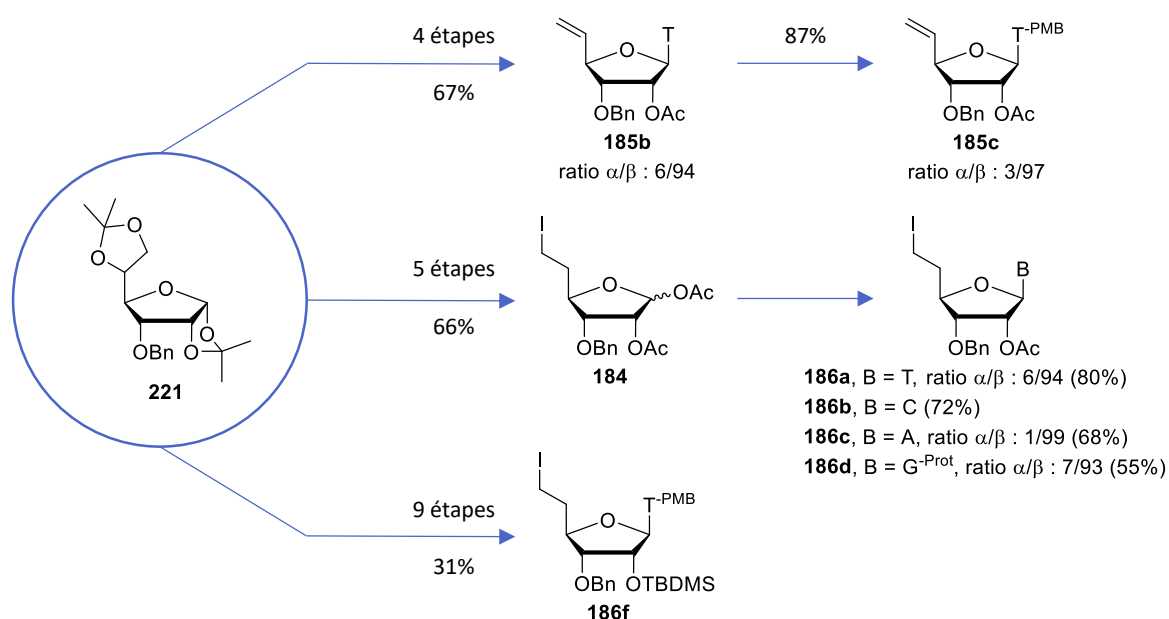 4 étapes
67%
O
T
OBn
OAc
185b
ratio α/β : 6/94
87%
O
T-PMB
OBn
OAc
185c
ratio α/β : 3/97
O
O
O
O
OBn
O
221
5 étapes
66%
I
O
OAc
OBn
OAc
184
I
O
B
OBn
OAc
186a, B = T, ratio α/β : 6/94 (80%)
186b, B = C (72%)
186c, B = A, ratio α/β : 1/99 (68%)
186d, B = G-Prot, ratio α/β : 7/93 (55%)
9 étapes
31%
I
O
T-PMB
OBn
OTBDMS
186f